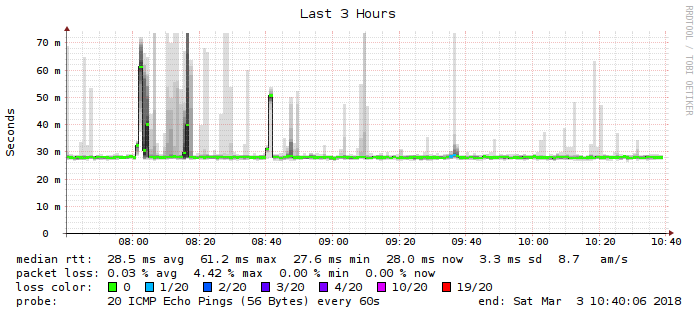 Last 3 Hours
RRDTOOL / TOBI OETIKER
Seconds
70 m
60 m
50 m
40 m
30 m
20 m
10 m
0
08:00 08:20 08:40 09:00 09:20 09:40 10:00 10:20 10:40
median rtt: 28.5 ms avg 61.2 ms max 27.6 ms min 28.0 ms now 3.3 ms sd 8.7 am/s
packet loss: 0.03 % avg 4.42 % max 0.00 % min 0.00 % now
loss color: 0 1/20 2/20 3/20 4/20 10/20 19/20
probe: 20 ICMP Echo Pings (56 Bytes) every 60s end: Sat Mar 3 10:40:06 2018